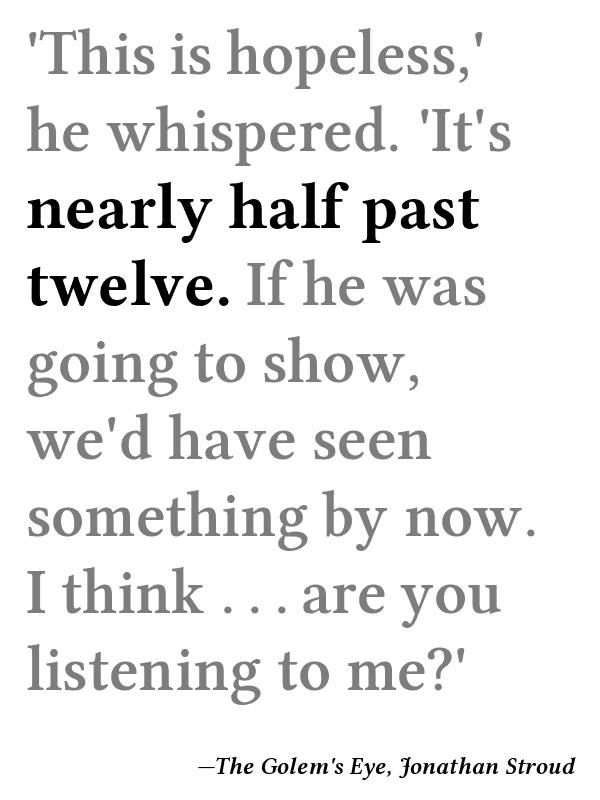 'This is hopeless,'
he whispered. 'It's
nearly half past
twelve. If he was
going to show,
we'd have seen
something by now.
I think . . . are you
listening to me?'
—The Golem's Eye, Jonathan Stroud